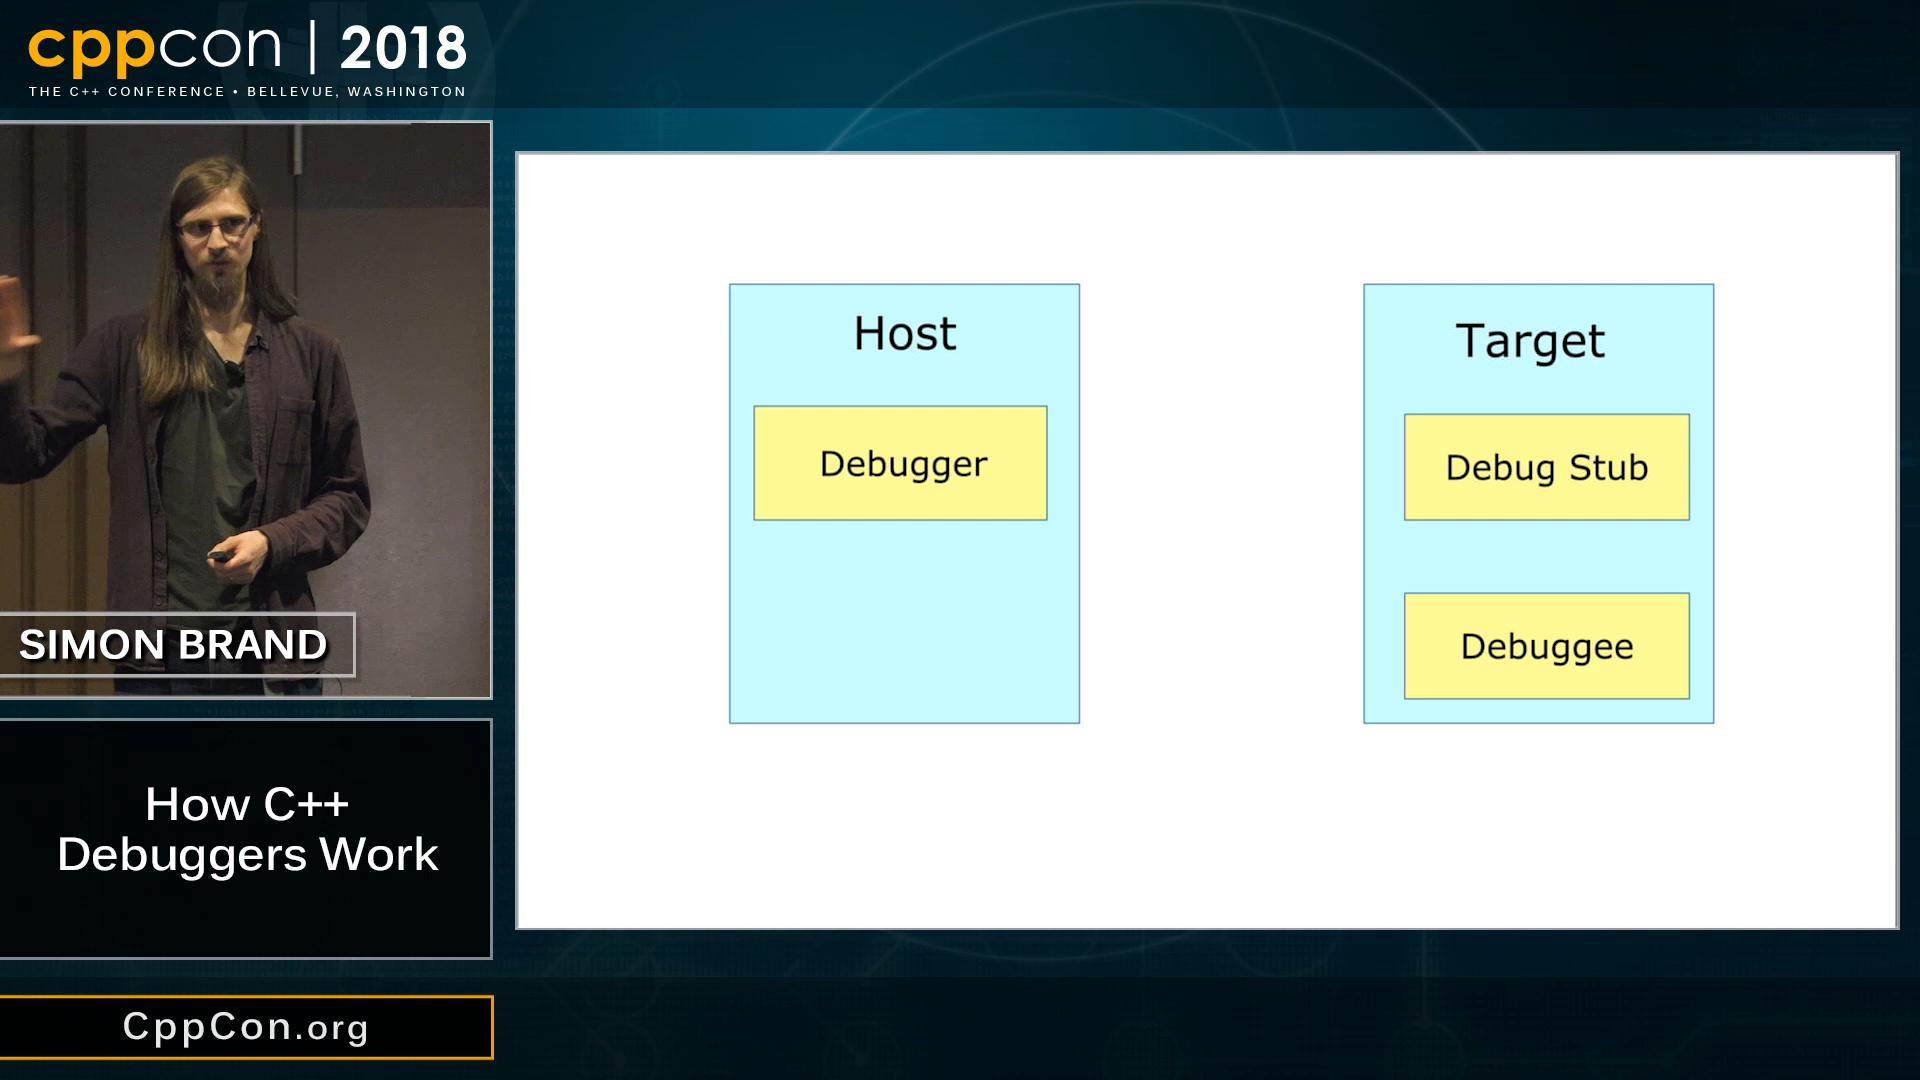 cppcon | 2018
THE C++ CONFERENCE • BELLEVUE, WASHINGTON
SIMON BRAND
How C++
Debuggers Work
CppCon.org
Host
Debugger
Target
Debug Stub
Debuggee